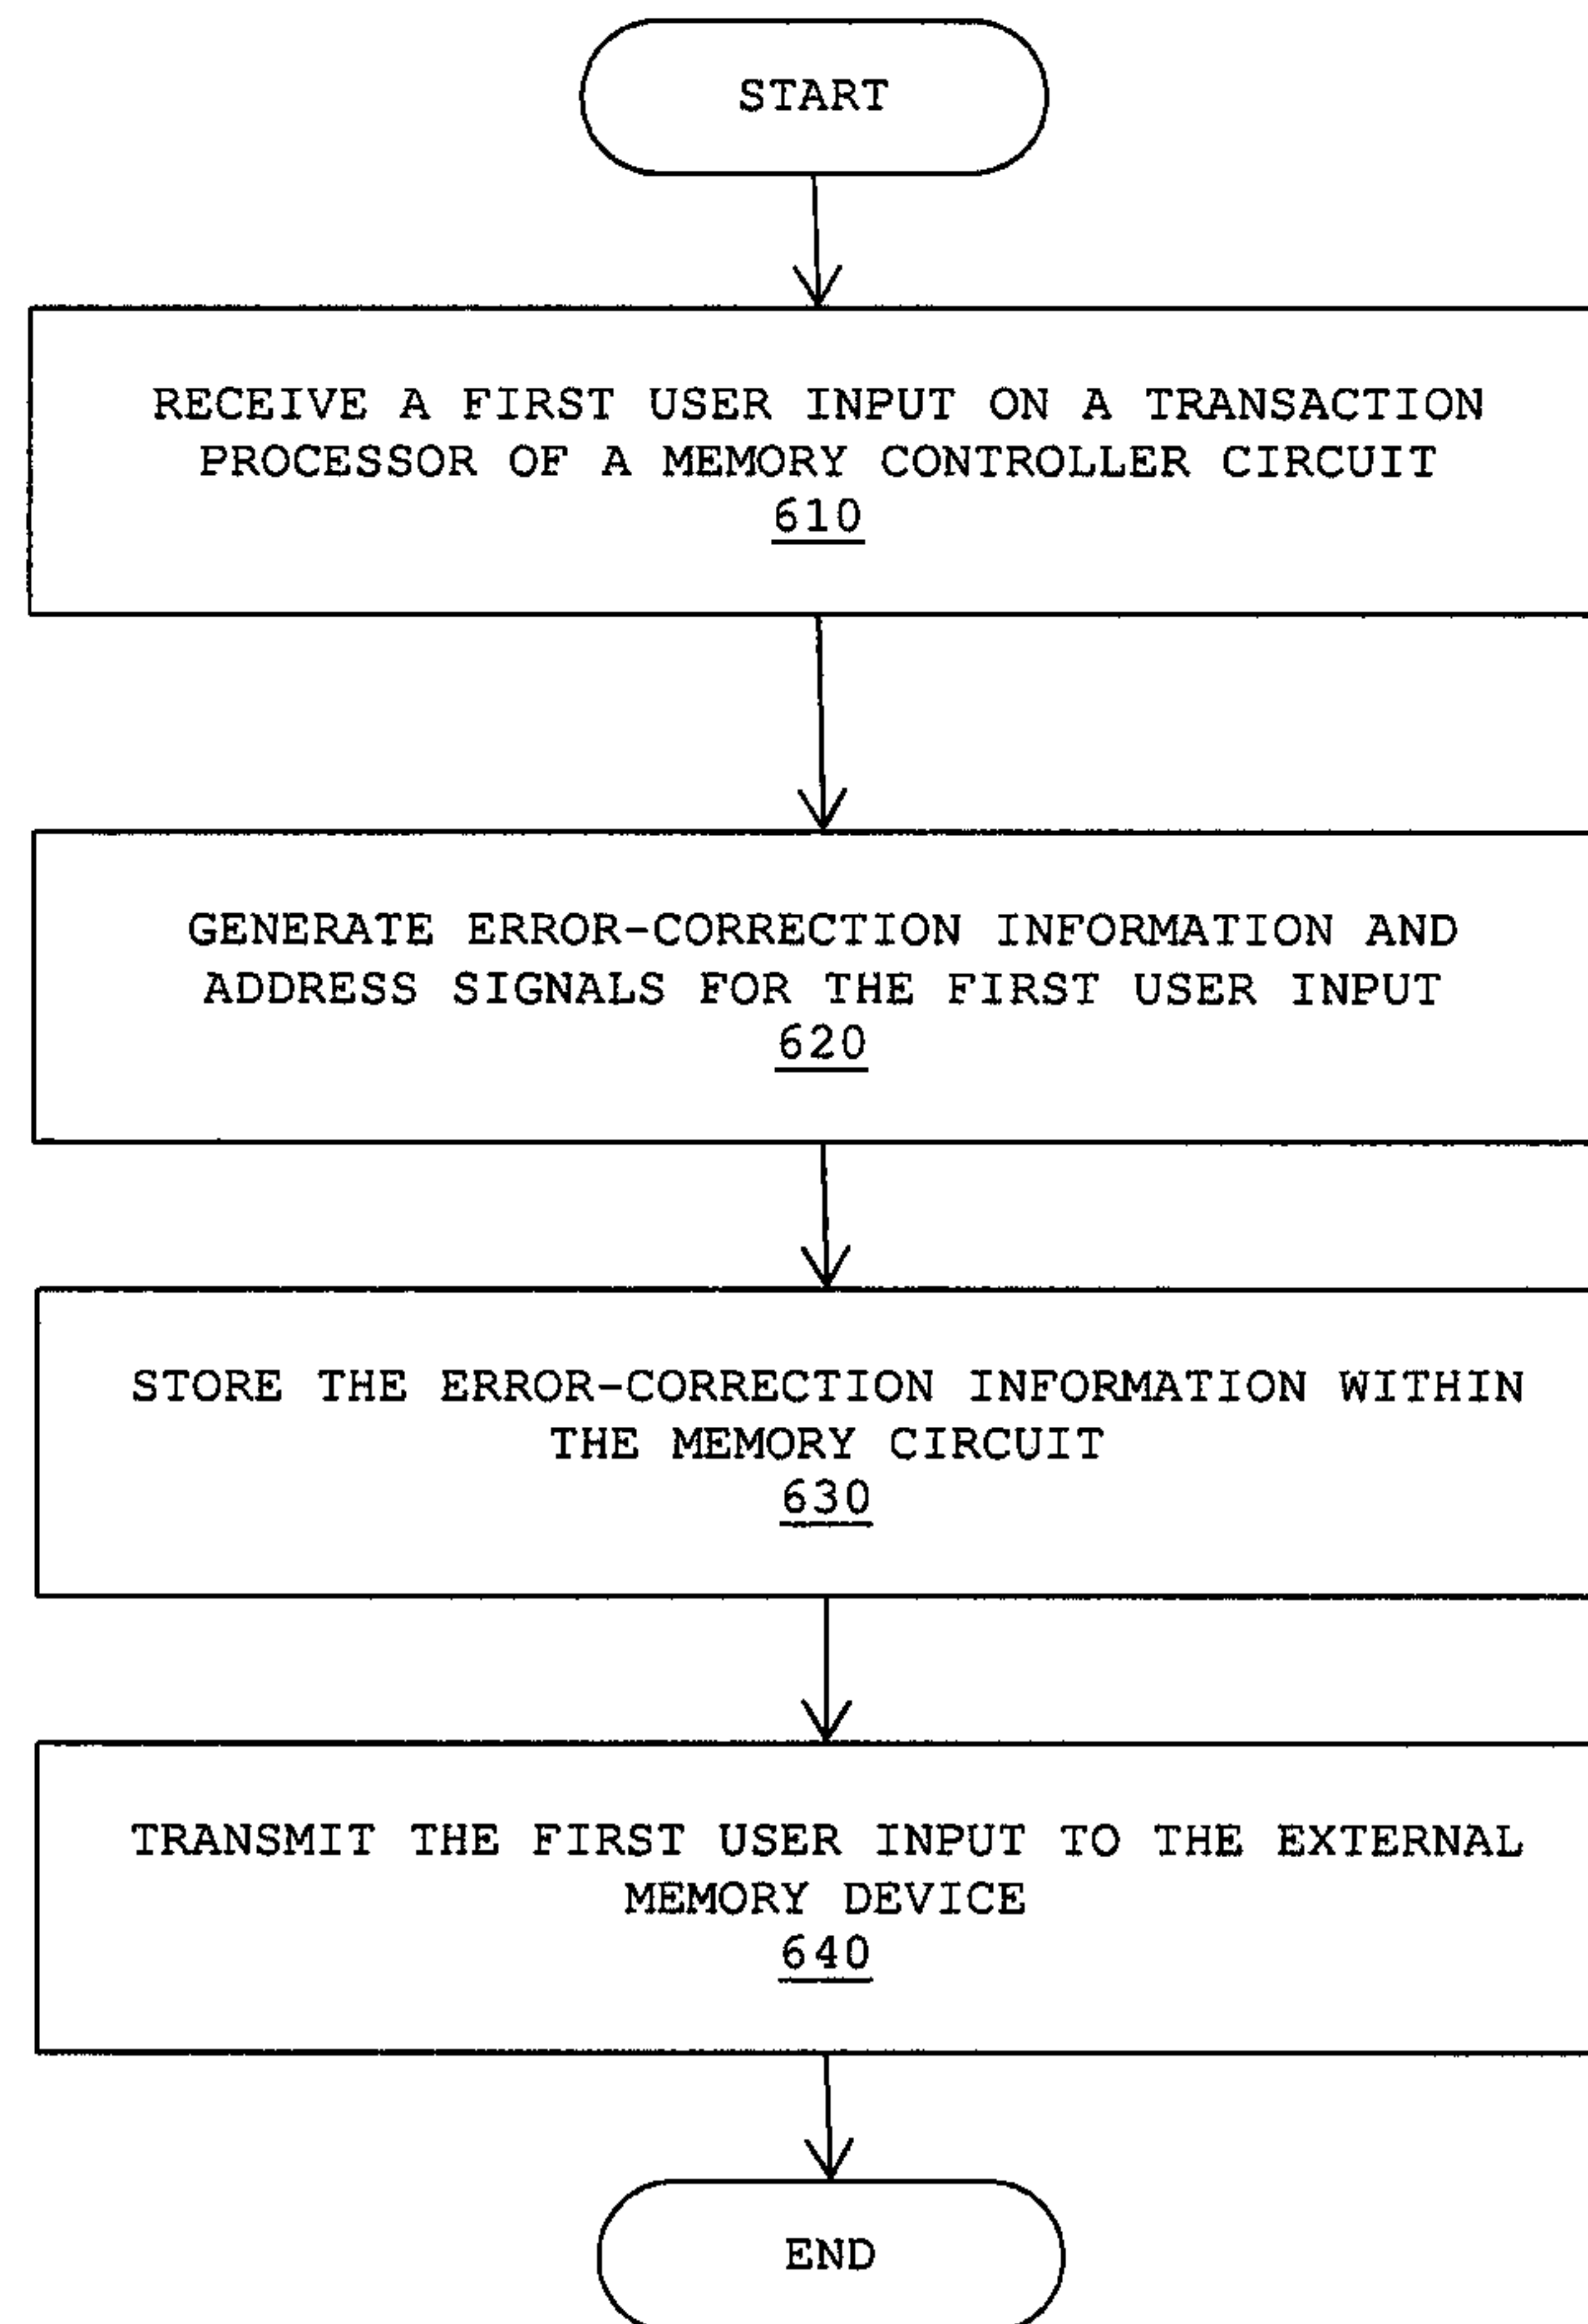 START
RECEIVE A FIRST USER INPUT ON A TRANSACTION
PROCESSOR OF A MEMORY CONTROLLER CIRCUIT
610
GENERATE ERROR-CORRECTION INFORMATION AND
ADDRESS SIGNALS FOR THE FIRST USER INPUT
620
STORE THE ERROR-CORRECTION INFORMATION WITHIN
THE MEMORY CIRCUIT
630
TRANSMIT THE FIRST USER INPUT TO THE EXTERNAL
MEMORY DEVICE
640
END